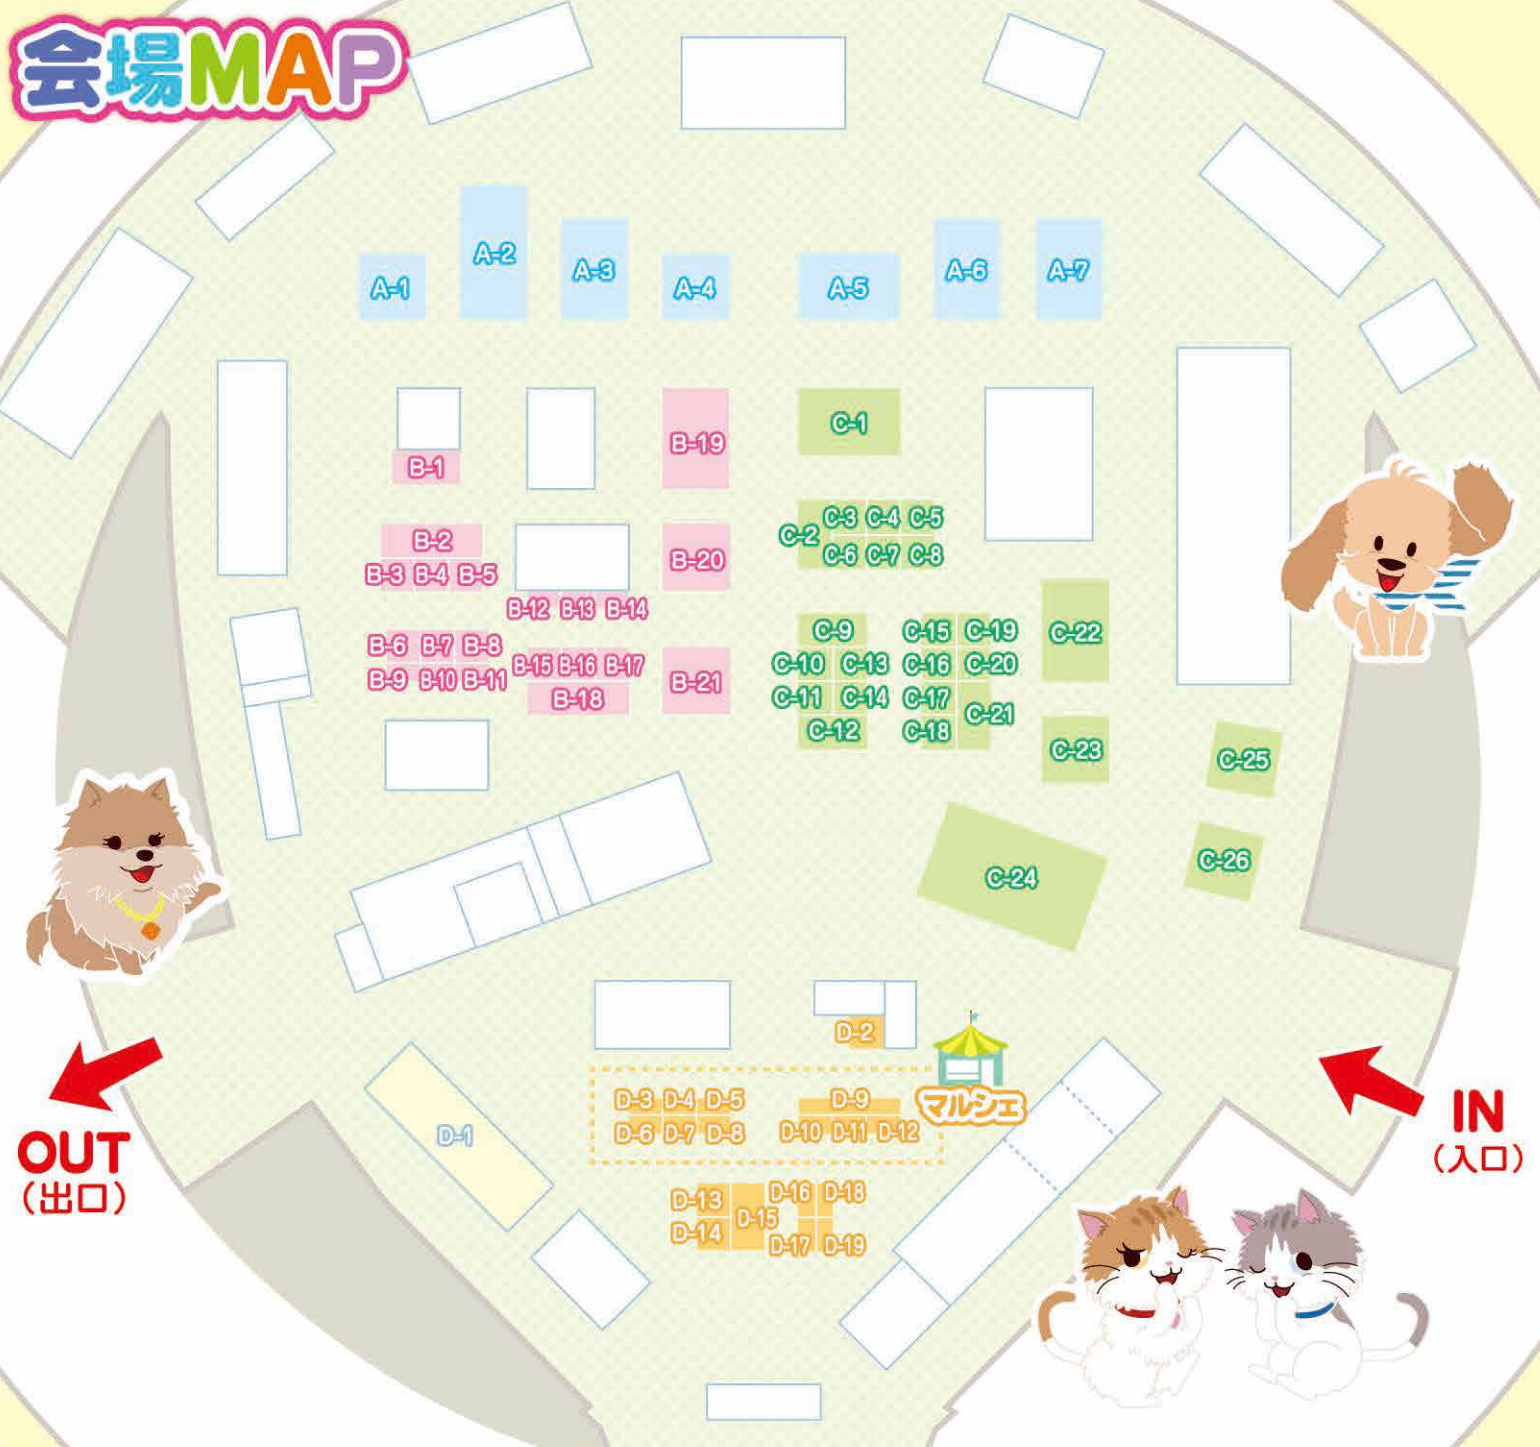 会場MAP
A-1
A-2
A-3
A-4
A-5
A-6
A-7
B-1
B-19
C-1
B-2
B-3 B-4 B-5
B-20
C-2
C-3 C-4 C-5
C-6 C-7 C-8
B-12 B-13 B-14
B-6 B-7 B-8
B-9 B-10 B-11
B-15 B-16 B-17
B-18
B-21
C-9
C-10 C-13
C-11 C-14
C-12
C-15 C-19
C-16 C-20
C-17
C-18
C-21
C-22
C-23
C-24
C-25
C-26
D-2
マルシェ
D-1
D-3 D-4 D-5
D-6 D-7 D-8
D-9
D-10 D-11 D-12
D-13
D-14
D-15
D-16 D-18
D-17 D-19
OUT
(出口)
IN
(入口)